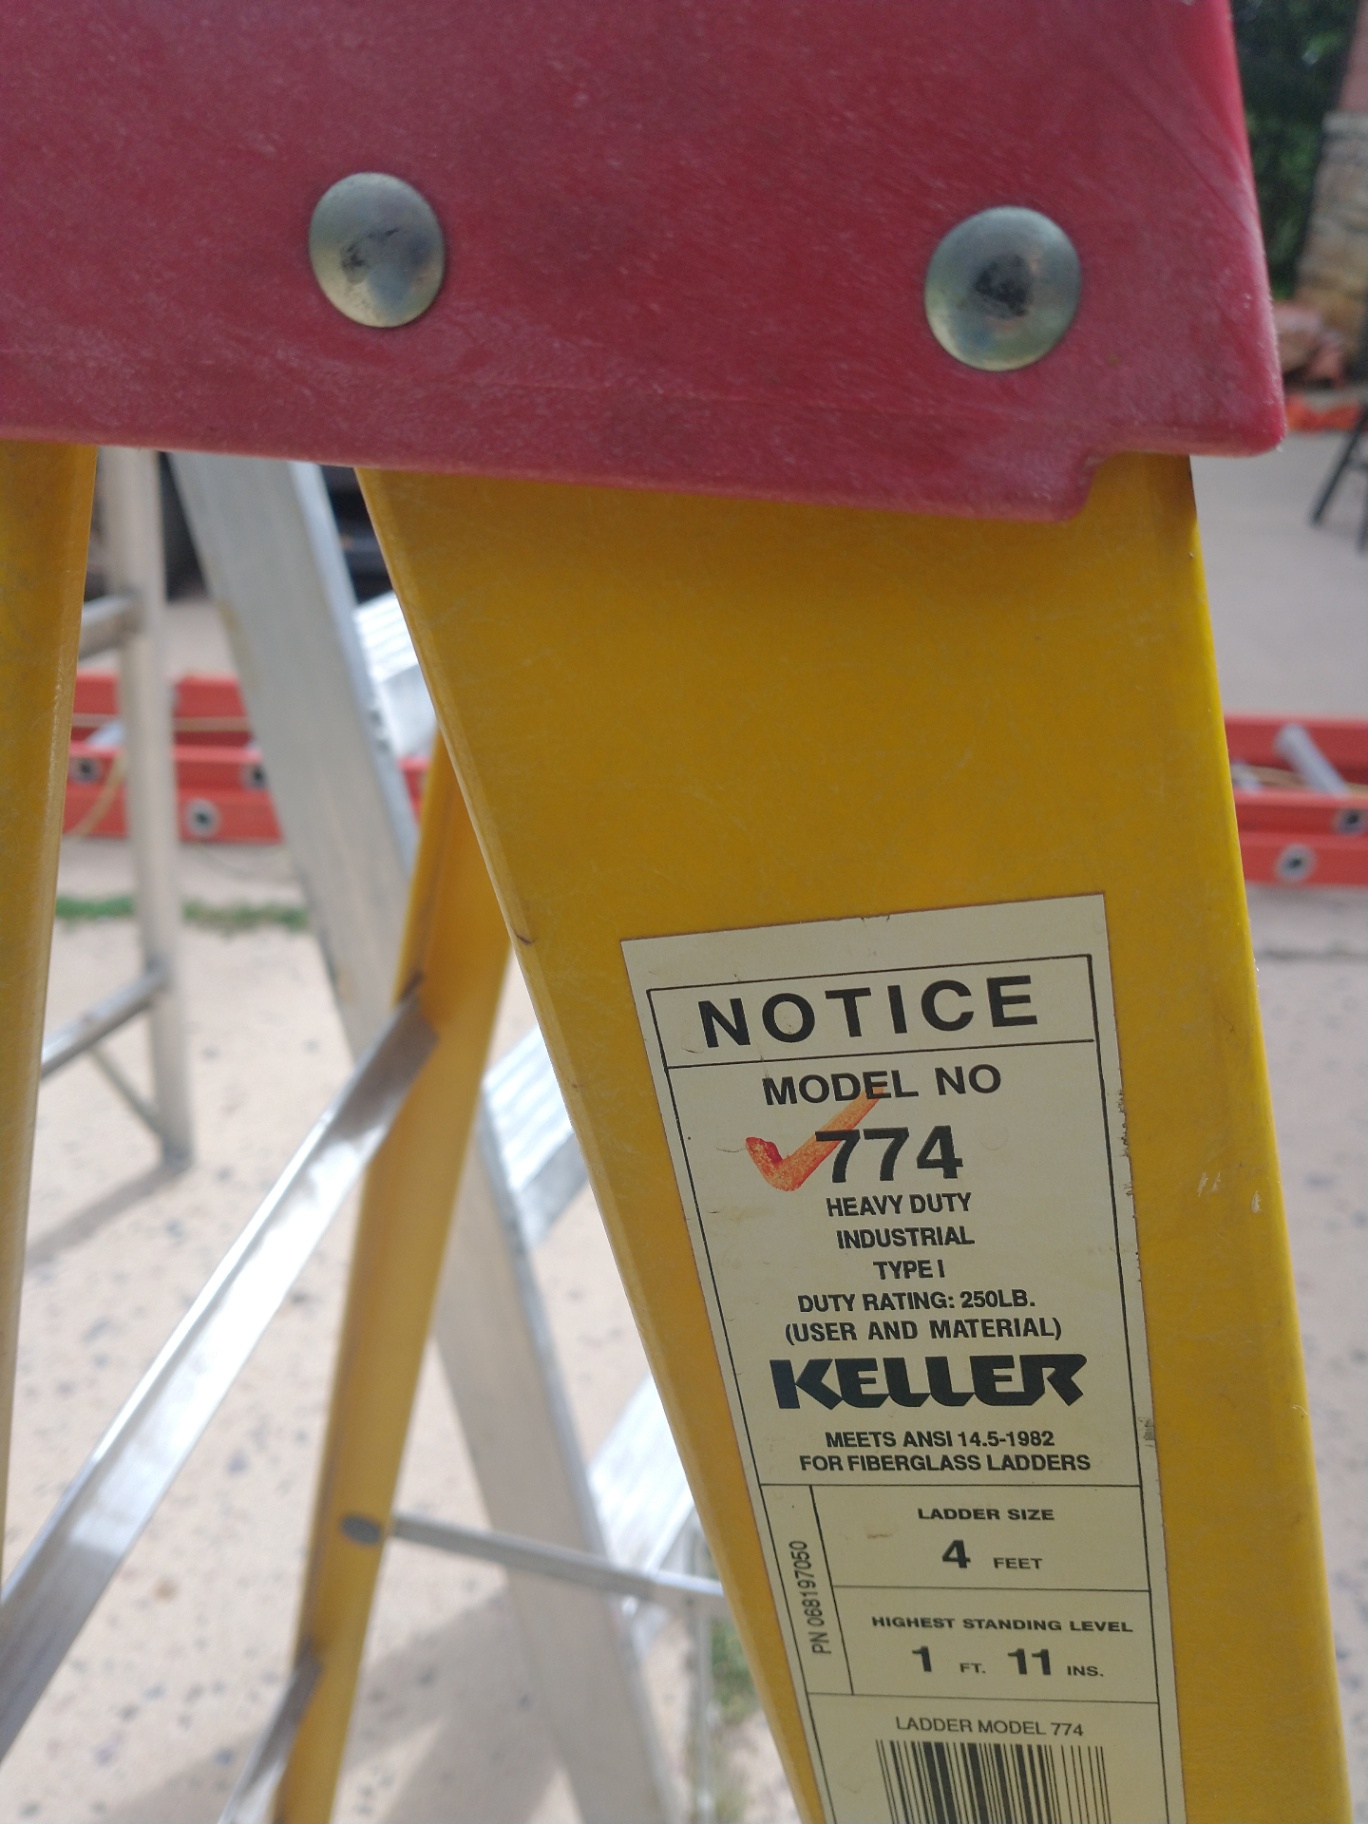 NOTICE
MODEL NO
774
HEAVY DUTY
INDUSTRIAL
TYPE I
DUTY RATING: 250LB.
(USER AND MATERIAL)
KELLER
MEETS ANSI 14.5-1982
FOR FIBERGLASS LADDERS
PN 068197050
LADDER SIZE
4 FEET
HIGHEST STANDING LEVEL
1 FT. 11 INS.
LADDER MODEL 774